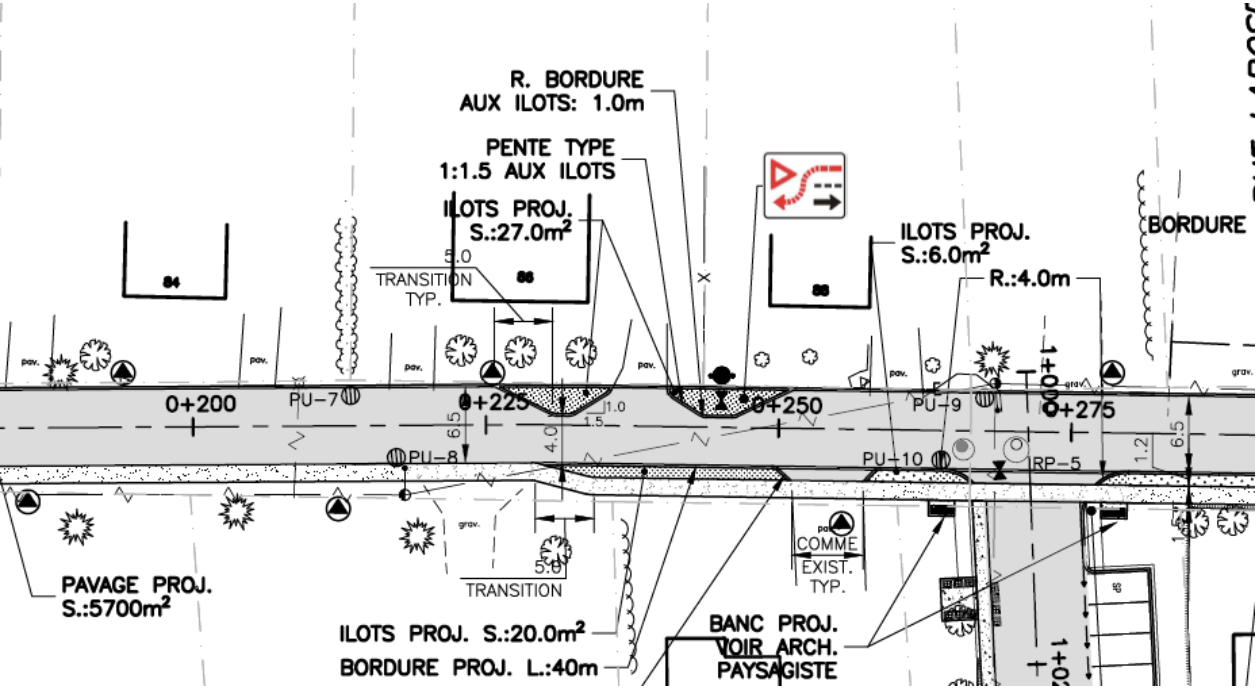 R. BORDURE
AUX ILOTS: 1.0m
PENTE TYPE
1:1.5 AUX ILOTS
ILOTS PROJ.
S.:27.0m²
5.0
TRANSITION
TYP.
84
86
88
ILOTS PROJ.
S.:6.0m²
R.:4.0m
BORDURE
pav.
pav.
pav.
pav.
pav.
grav.
grav.
X
PU-7
PU-9
E
0+200
0+225
0+250
1+000
0+275
1.0
1.5
6.5
4.0
1.2
6.5
PU-8
PU-10
RP-5
grav.
COMME
EXIST.
TYP.
1.5
5.0
TRANSITION
PAVAGE PROJ.
S.:5700m²
ILOTS PROJ. S.:20.0m²
BORDURE PROJ. L.:40m
BANC PROJ.
VOIR ARCH.
PAYSAGISTE